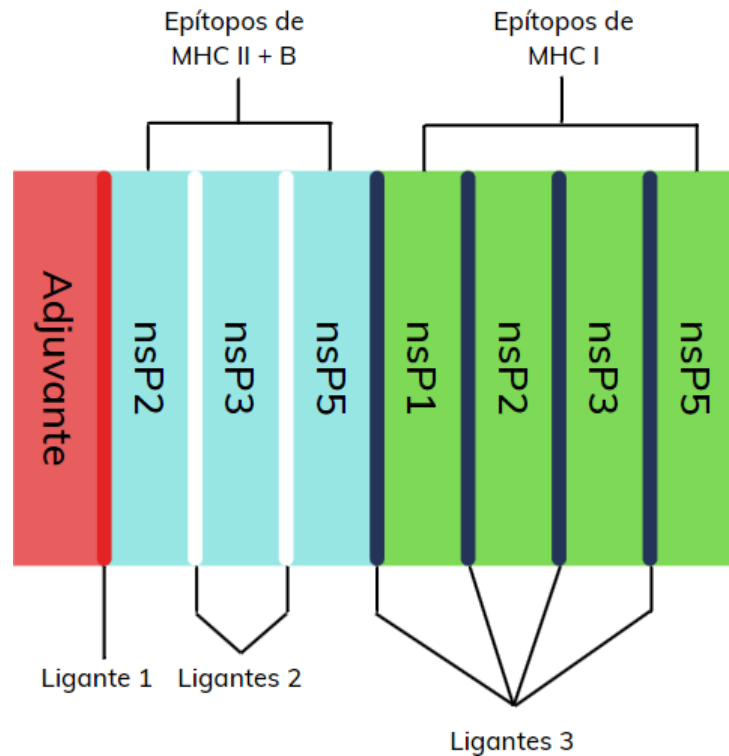 Epítopos de
MHC II + B
Epítopos de
MHC I
Adjuvante
nsP2
nsP3
nsP5
nsP1
nsP2
nsP3
nsP5
Ligante 1
Ligantes 2
Ligantes 3